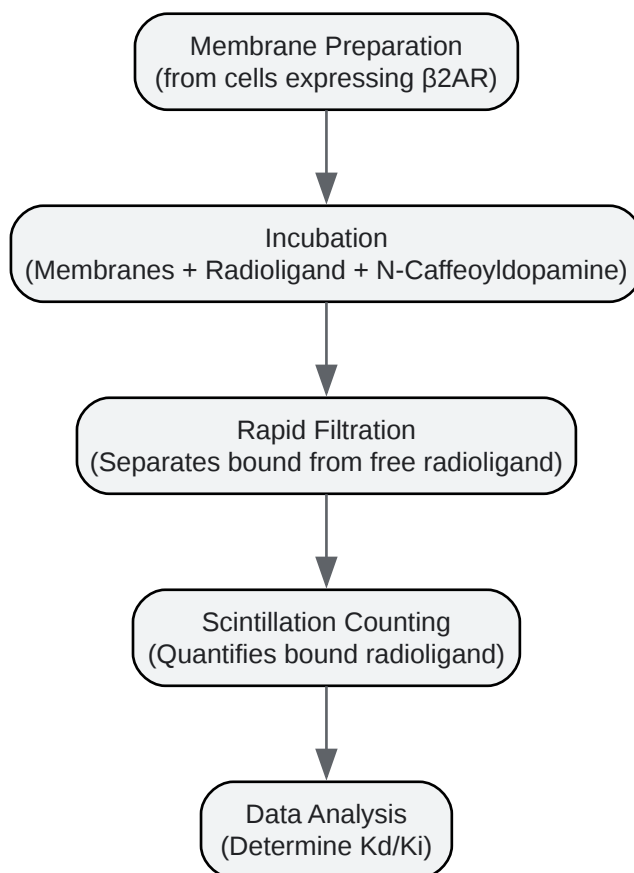 Membrane Preparation
(from cells expressing β2AR)
Incubation
(Membranes + Radioligand + N-Caffeoyldopamine)
Rapid Filtration
(Separates bound from free radioligand)
Scintillation Counting
(Quantifies bound radioligand)
Data Analysis
(Determine Kd/Ki)